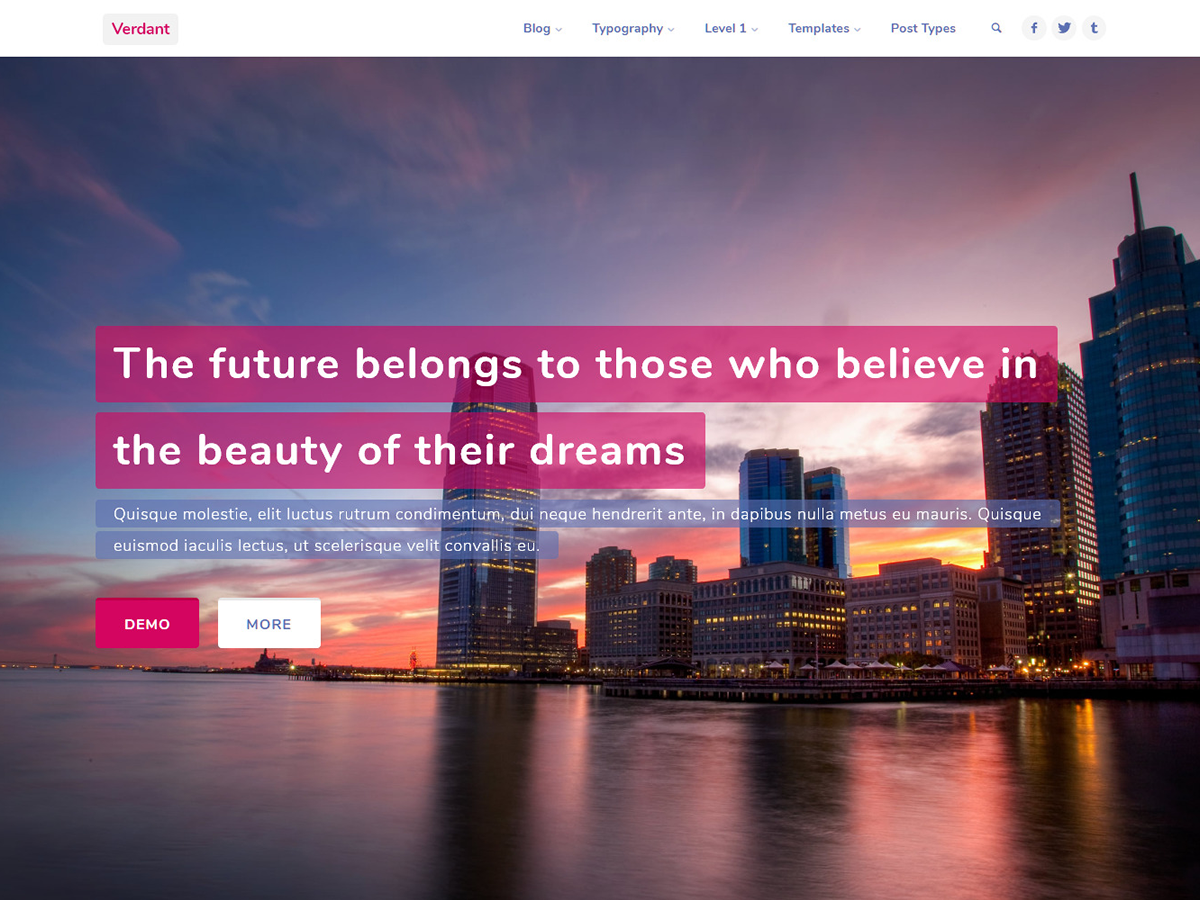 Verdant
Blog
Typography
Level 1
Templates
Post Types
The future belongs to those who believe in
the beauty of their dreams
Quisque molestie, elit luctus rutrum condimentum, dui neque hendrerit ante, in dapibus nulla metus eu mauris. Quisque
euismod iaculis lectus, ut scelerisque velit convallis eu.
DEMO
MORE